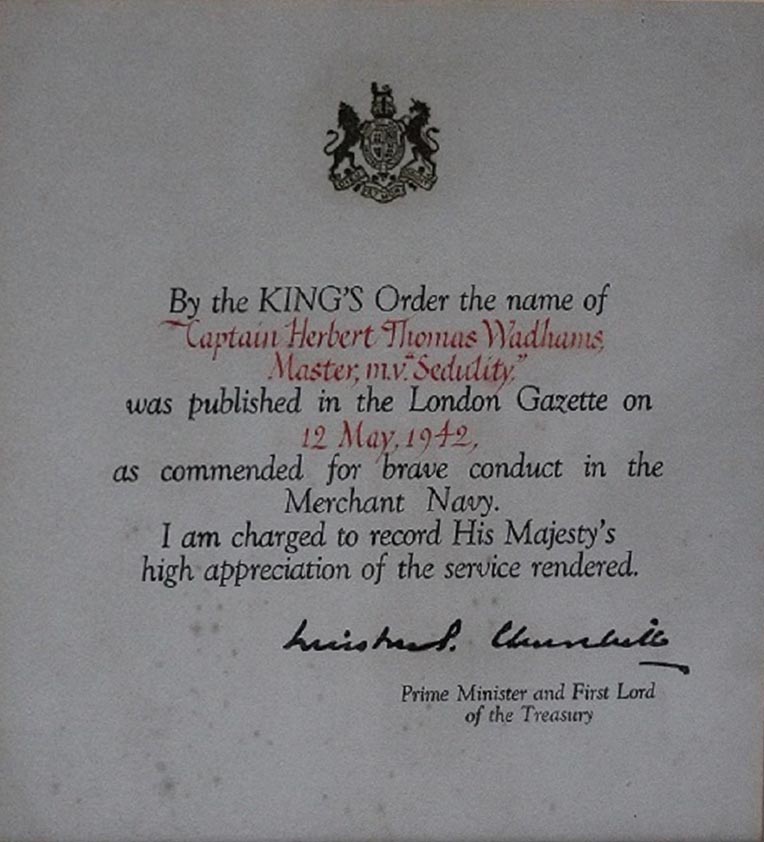 By the KING'S Order the name of
Captain Herbert Thomas Wadhams,
Master, m.v. "Sedulity,"
was published in the London Gazette on
12 May, 1942,
as commended for brave conduct in the
Merchant Navy.
I am charged to record His Majesty's
high appreciation of the service rendered.
Winston S. Churchill
Prime Minister and First Lord
of the Treasury